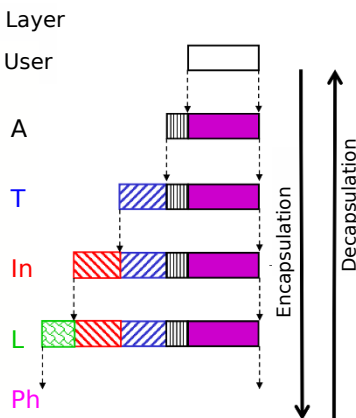 Layer
User
A
T
In
L
Ph
Encapsulation
Decapsulation